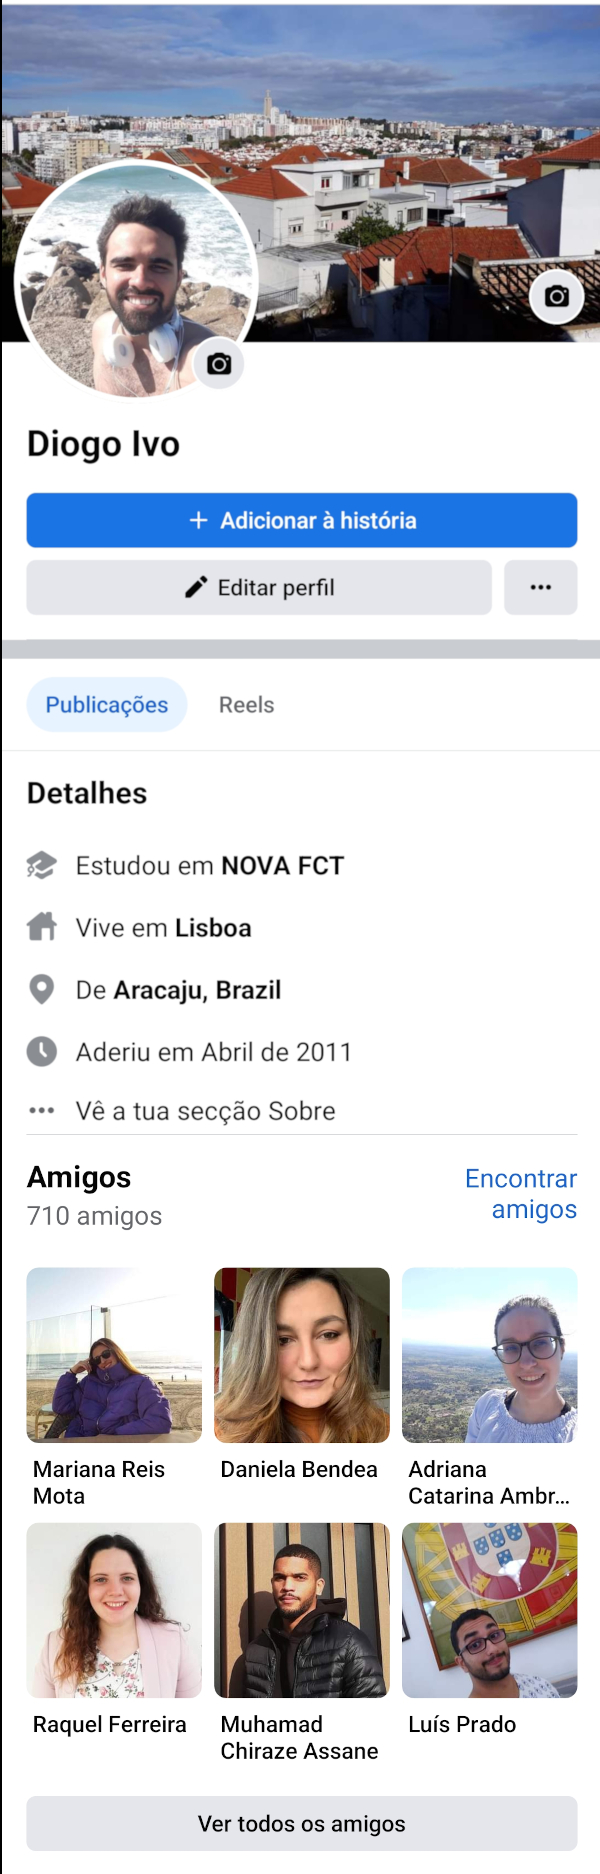 Diogo Ivo
+ Adicionar à história
Editar perfil
Publicações
Reels
Detalhes
Estudou em NOVA FCT
Vive em Lisboa
De Aracaju, Brazil
Aderiu em Abril de 2011
Vê a tua secção Sobre
Amigos
710 amigos
Encontrar
amigos
Mariana Reis
Mota
Daniela Bendea
Adriana
Catarina Ambr...
Raquel Ferreira
Muhamad
Chiraze Assane
Luís Prado
Ver todos os amigos